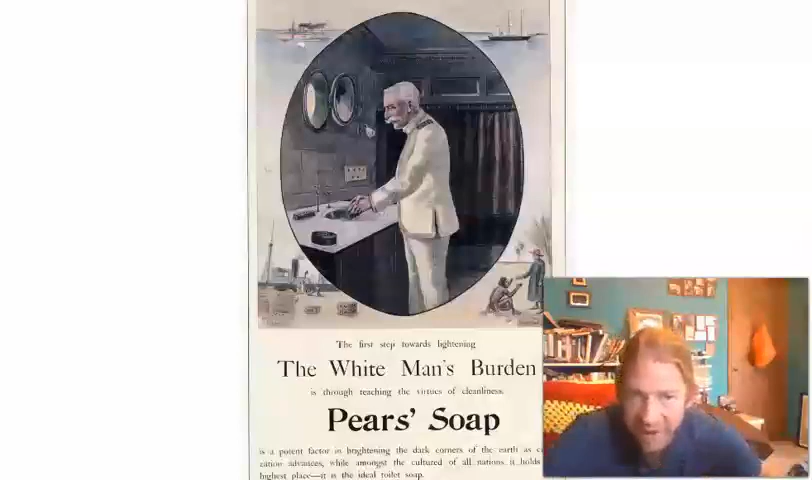 The first step towards lightening
The White Man's Burden
is through teaching the virtues of cleanliness.
Pears' Soap
is a potent factor in brightening the dark corners of the earth as
zation advances, while amongst the cultured of all nations it holds
highest place—it is the ideal toilet soap.